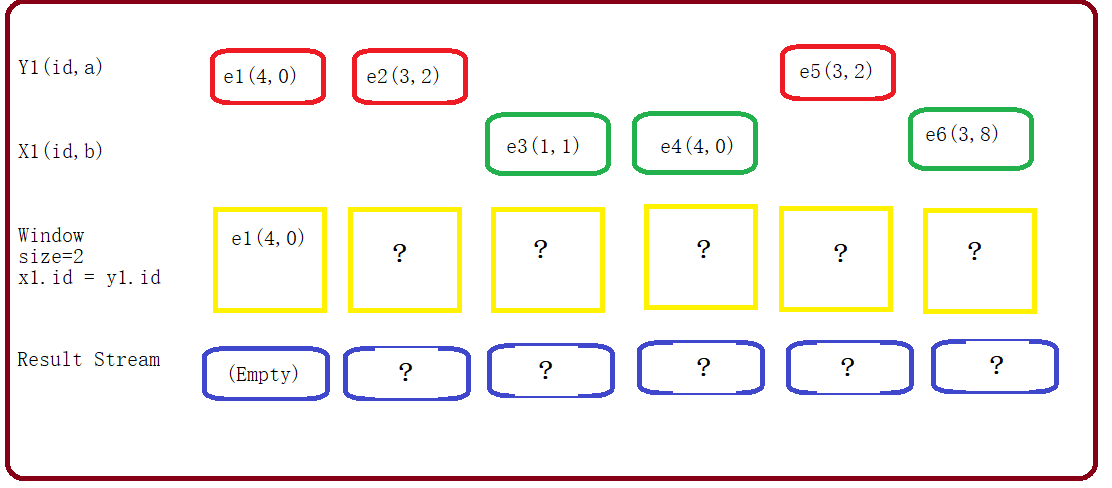 Y1(id,a)
e1(4,0)
e2(3,2)
e5(3,2)
X1(id,b)
e3(1,1)
e4(4,0)
e6(3,8)
Window
size=2
x1.id = y1.id
e1(4,0)
?
?
?
?
?
Result Stream
(Empty)
?
?
?
?
?